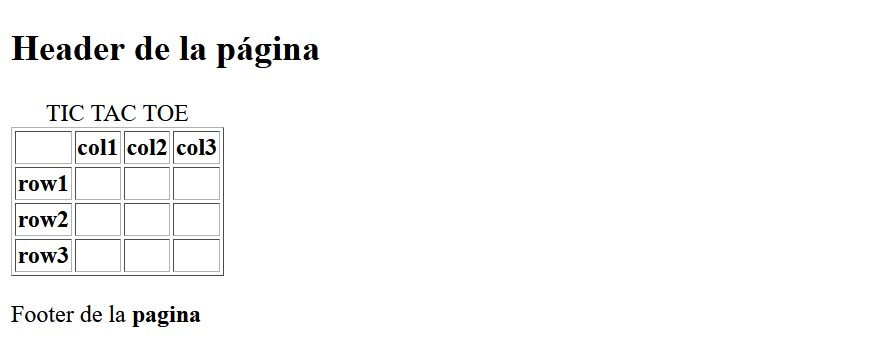 Header de la página
TIC TAC TOE
col1 col2 col3
row1
row2
row3
Footer de la pagina